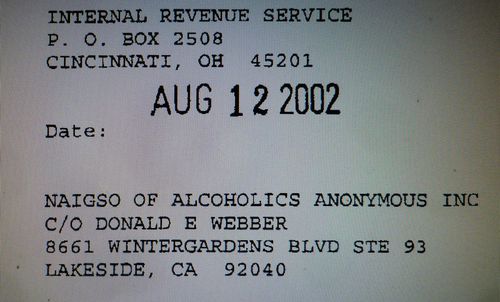 INTERNAL REVENUE SERVICE
P. O. BOX 2508
CINCINNATI, OH 45201
AUG 12 2002
Date:
NAIGSO OF ALCOHOLICS ANONYMOUS INC
C/O DONALD E WEBBER
8661 WINTERGARDENS BLVD STE 93
LAKESIDE, CA 92040